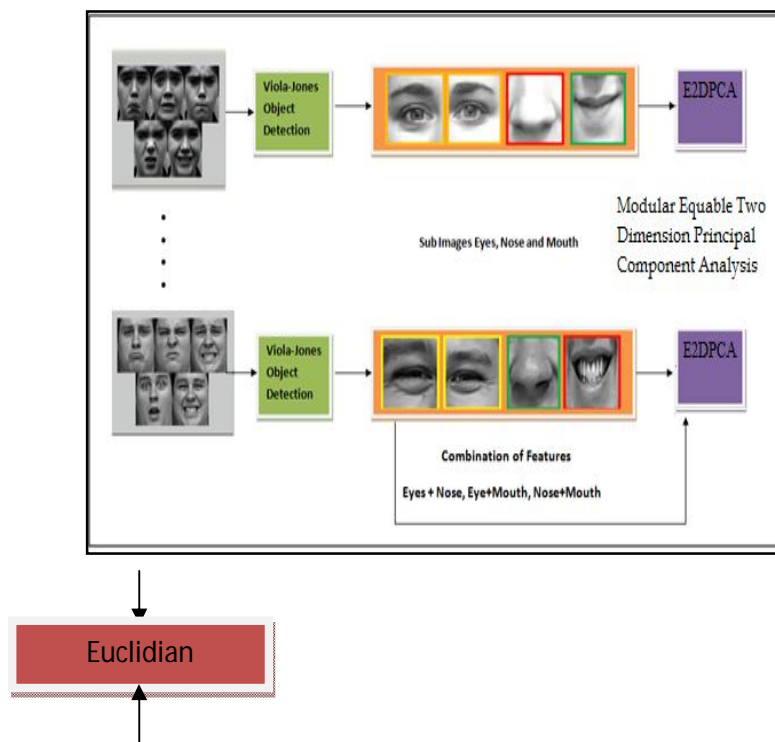 Viola-Jones
Object
Detection
E2DPCA
Sub Images Eyes, Nose and Mouth
Modular Equable Two
Dimension Principal
Component Analysis
Viola-Jones
Object
Detection
E2DPCA
Combination of Features
Eyes + Nose, Eye+Mouth, Nose+Mouth
Euclidian